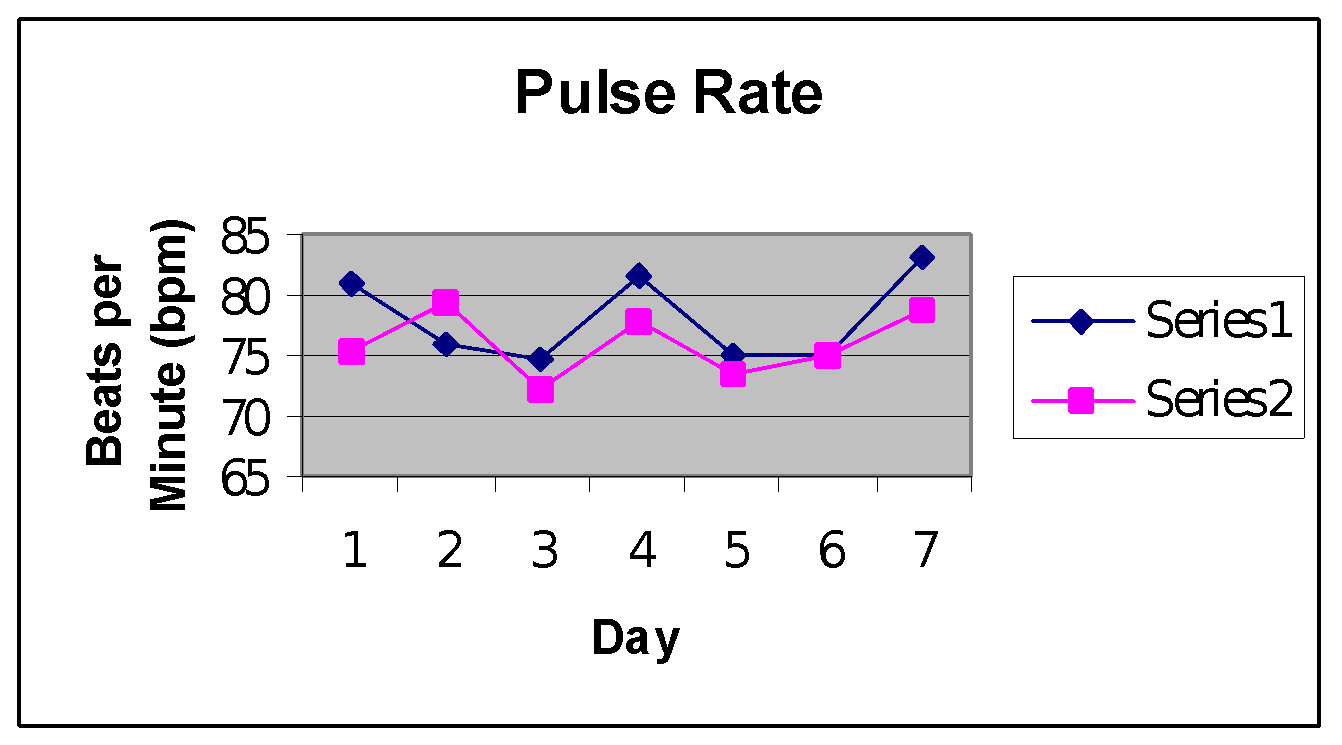 Pulse Rate
Beats per
Minute (bpm)
85
80
75
70
65
1 2 3 4 5 6 7
Day
Series1
Series2